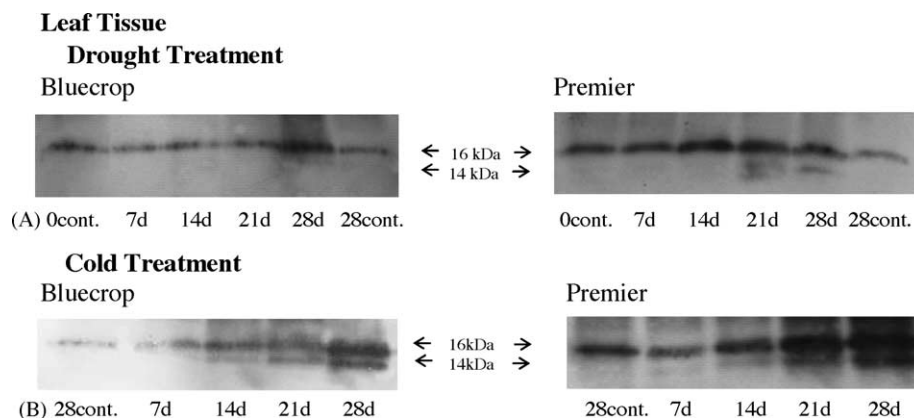 Leaf Tissue
Drought Treatment
Bluecrop Premier
← 16 kDa →
← 14 kDa →
(A) 0cont. 7d 14d 21d 28d 28cont. 0cont. 7d 14d 21d 28d 28cont.
Cold Treatment
Bluecrop Premier
← 16kDa →
← 14kDa →
(B) 28cont. 7d 14d 21d 28d 28cont. 7d 14d 21d 28d